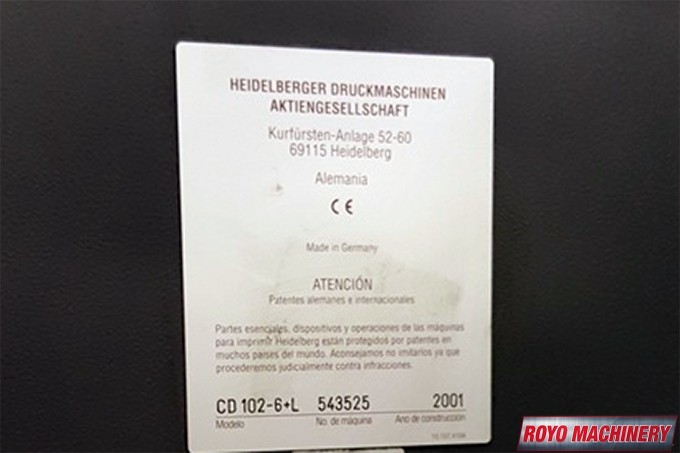 HEIDELBERGER DRUCKMASCHINEN
AKTIENGESELLSCHAFT
Kurfürsten-Anlage 52-60
69115 Heidelberg
Alemania
CE
Made in Germany
ATENCIÓN
Patentes alemanes e internacionales
Partes esenciales, dispositivos y operaciones de las máquinas
para imprimir Heidelberg están protegidos por patentes en
muchos países del mundo. Aconsejamos no imitarlos ya que
procederemos judicialmente contra infracciones.
CD 102-6+L 543525 2001
Modelo No. de máquina Ano de construcción
ROYO MACHINERY